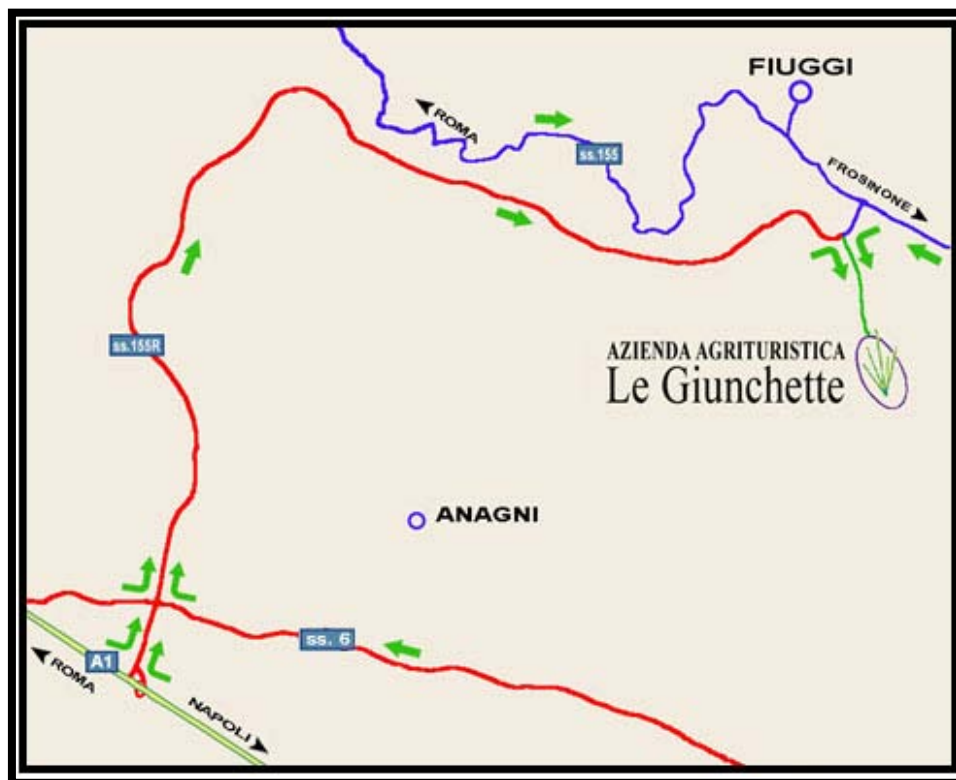 FIUGGI
ROMA
ss.155
FROSINONE
ss.155R
AZIENDA AGRITURISTICA
Le Giunchette
ANAGNI
ss. 6
A1
ROMA
NAPOLI